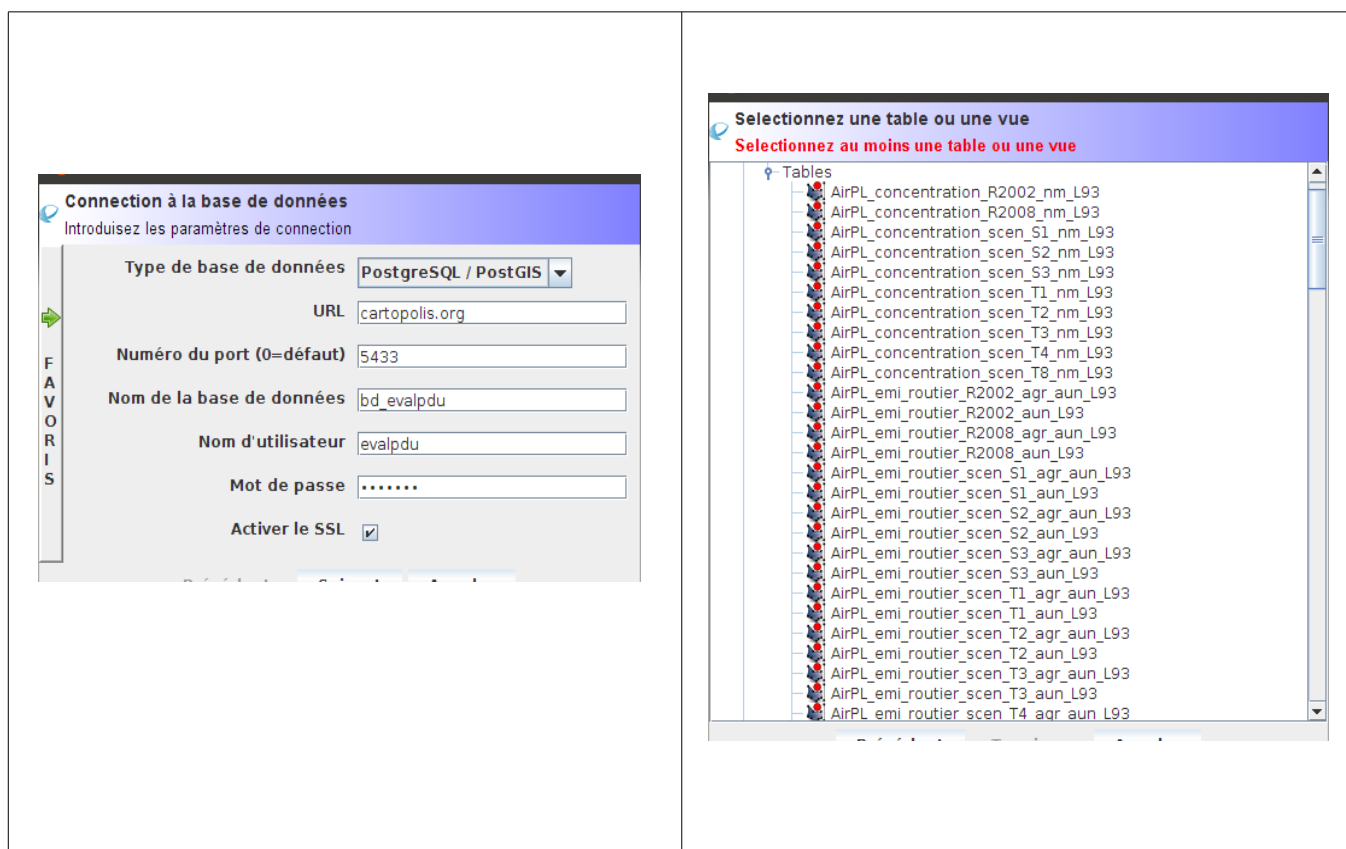 Connection à la base de données
Introduisez les paramètres de connection
FAVORIS
Type de base de données PostgreSQL / PostGIS
URL cartopolis.org
Numéro du port (0=défaut) 5433
Nom de la base de données bd_evalpdu
Nom d'utilisateur evalpdu
Mot de passe •••••••
Activer le SSL
Selectionnez une table ou une vue
Selectionnez au moins une table ou une vue
Tables
AirPL_concentration_R2002_nm_L93
AirPL_concentration_R2008_nm_L93
AirPL_concentration_scen_S1_nm_L93
AirPL_concentration_scen_S2_nm_L93
AirPL_concentration_scen_S3_nm_L93
AirPL_concentration_scen_T1_nm_L93
AirPL_concentration_scen_T2_nm_L93
AirPL_concentration_scen_T3_nm_L93
AirPL_concentration_scen_T4_nm_L93
AirPL_concentration_scen_T8_nm_L93
AirPL_emi_routier_R2002_agr_aun_L93
AirPL_emi_routier_R2002_aun_L93
AirPL_emi_routier_R2008_agr_aun_L93
AirPL_emi_routier_R2008_aun_L93
AirPL_emi_routier_scen_S1_agr_aun_L93
AirPL_emi_routier_scen_S1_aun_L93
AirPL_emi_routier_scen_S2_agr_aun_L93
AirPL_emi_routier_scen_S2_aun_L93
AirPL_emi_routier_scen_S3_agr_aun_L93
AirPL_emi_routier_scen_S3_aun_L93
AirPL_emi_routier_scen_T1_agr_aun_L93
AirPL_emi_routier_scen_T1_aun_L93
AirPL_emi_routier_scen_T2_agr_aun_L93
AirPL_emi_routier_scen_T2_aun_L93
AirPL_emi_routier_scen_T3_agr_aun_L93
AirPL_emi_routier_scen_T3_aun_L93
AirPL_emi_routier_scen_T4_agr_aun_L93